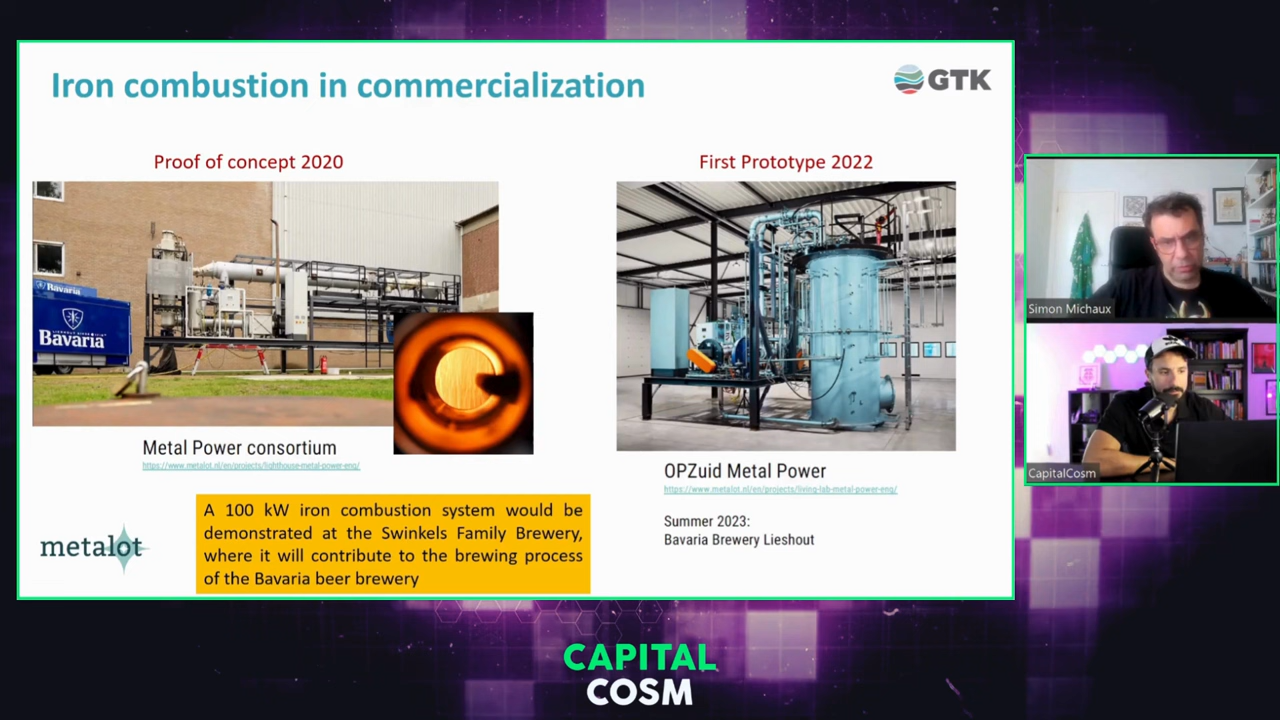 Iron combustion in commercialization
GTK
Proof of concept 2020
First Prototype 2022
Bavaria
Bavaria
Metal Power consortium
https://www.metalot.nl/en/projects/lighthouse-metal-power-eng/
OPZuid Metal Power
https://www.metalot.nl/en/projects/living-lab-metal-power-eng/
Summer 2023:
Bavaria Brewery Lieshout
metalot
A 100 kW iron combustion system would be
demonstrated at the Swinkels Family Brewery,
where it will contribute to the brewing process
of the Bavaria beer brewery
Simon Michaux
CapitalCosm
CAPITAL
COSM